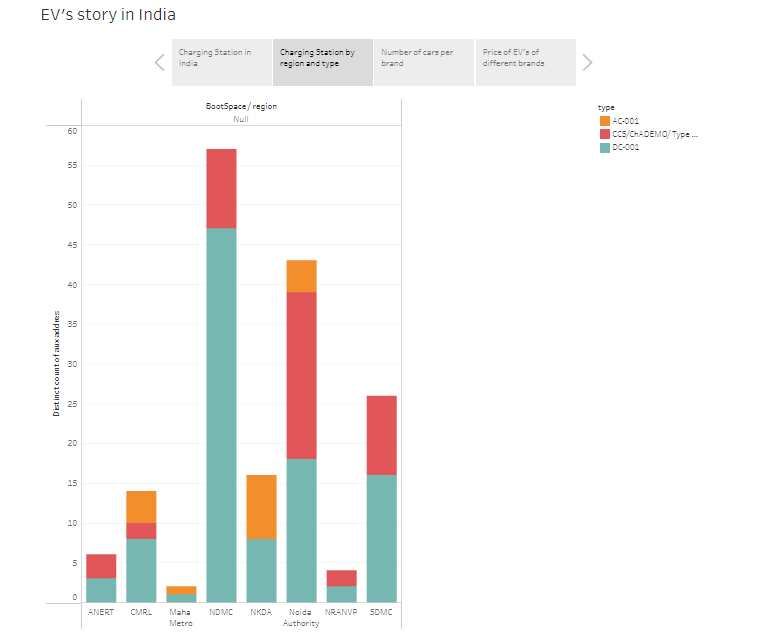 EV's story in India
Charging Station in
India
Charging Station by
region and type
Number of cars per
brand
Price of EV's of
different brands
BootSpace / region
Null
type
AC-001
CCS/ChADEMO/ Type ...
DC-001
60
55
50
45
40
35
30
25
20
15
10
5
0
Distinct count of aux addres
ANERT CMRL Maha NDMC NKDA Noida NRANVP SDMC
Metro Authority